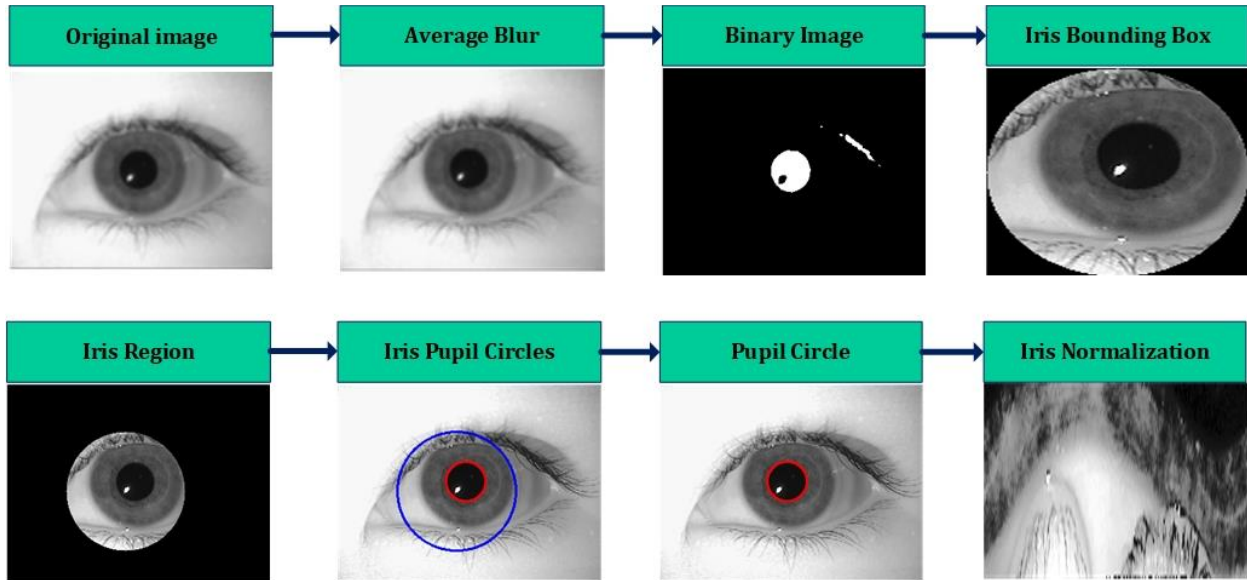 Original image
Average Blur
Binary Image
Iris Bounding Box
Iris Region
Iris Pupil Circles
Pupil Circle
Iris Normalization